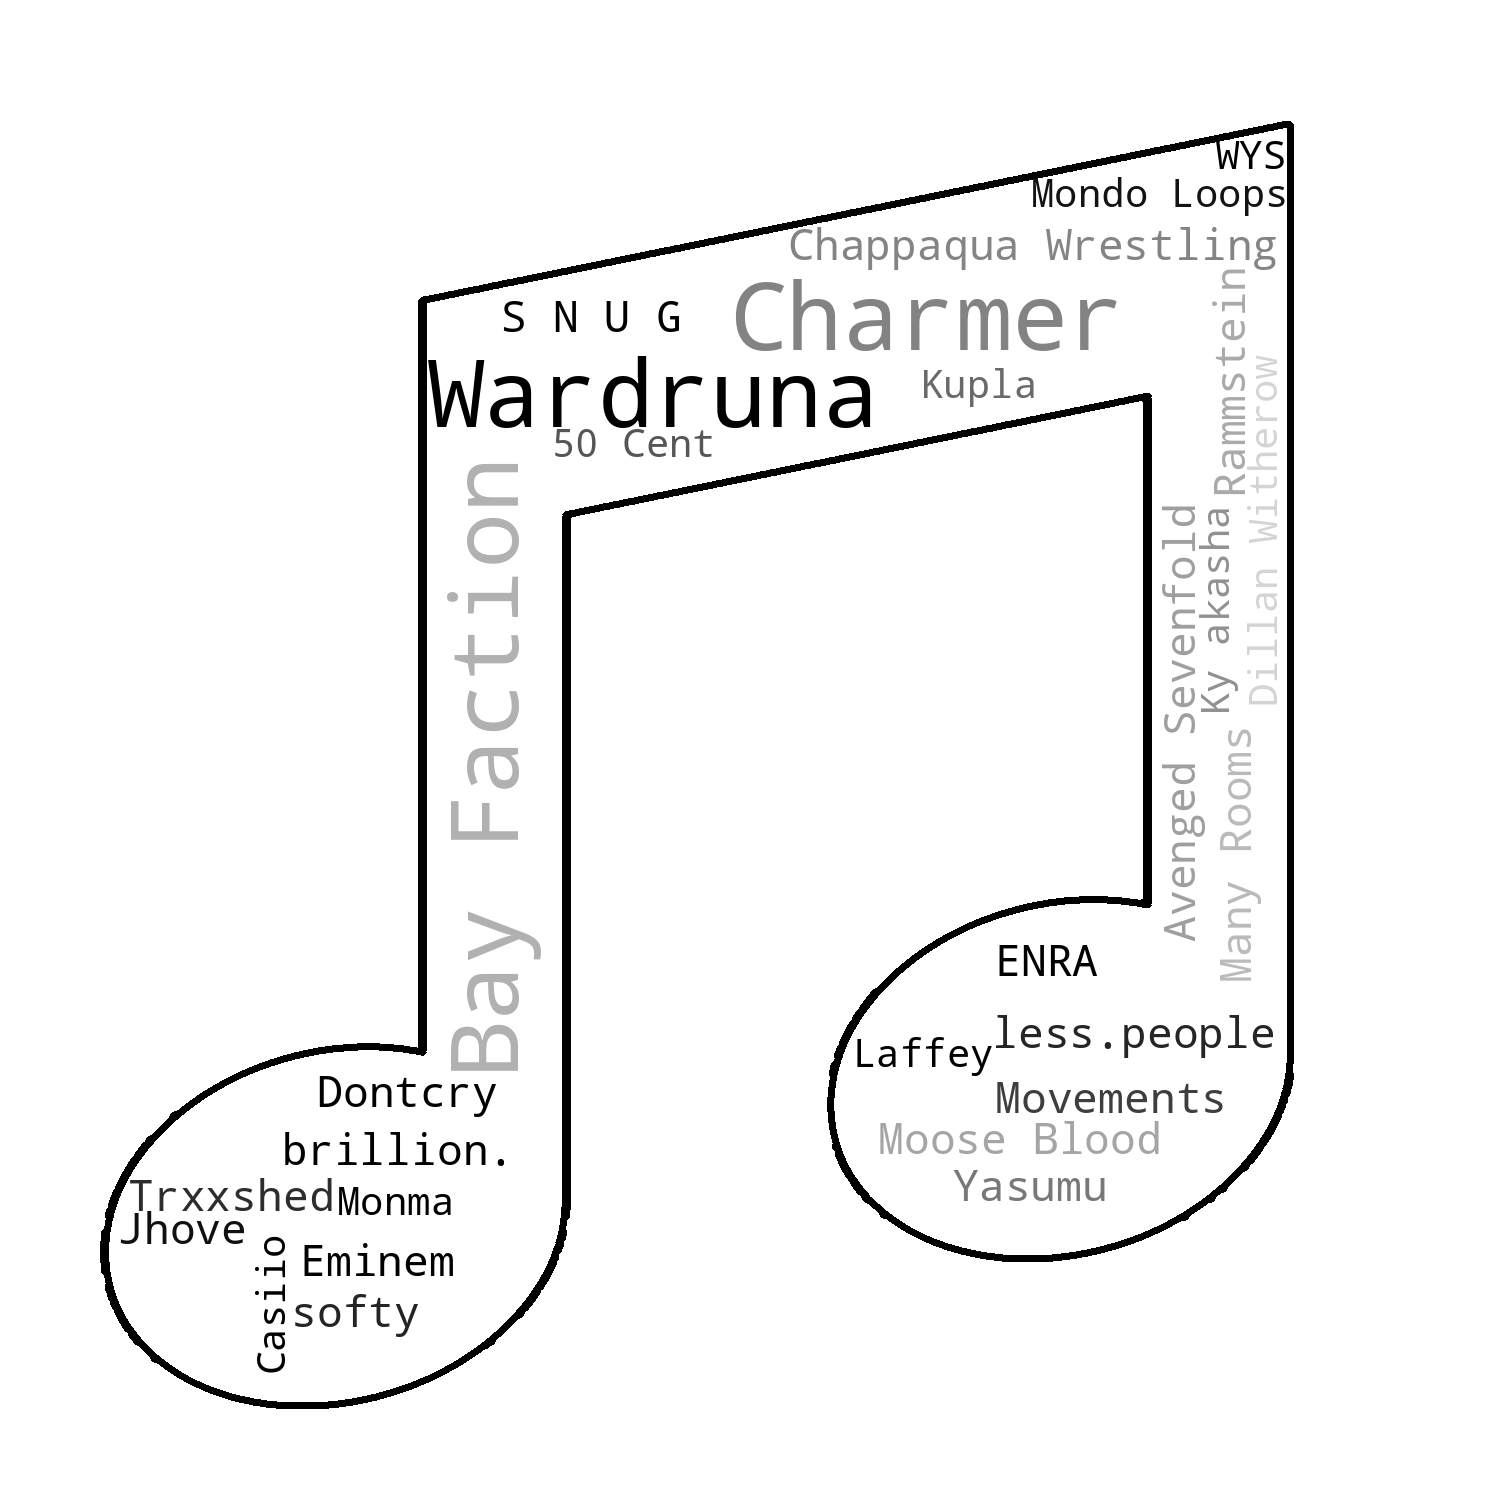 WYS
Mondo Loops
Chappaqua Wrestling
S N U G
Charmer
Wardruna
Kupla
50 Cent
Rammstein
Dillan Witherow
Bay Faction
Avenged Sevenfold
Ky akasha
Many Rooms
ENRA
less.people
Laffey
Movements
Moose Blood
Yasumu
Dontcry
brillion.
Trxxshed
Monma
Jhove
Casiio
Eminem
softy